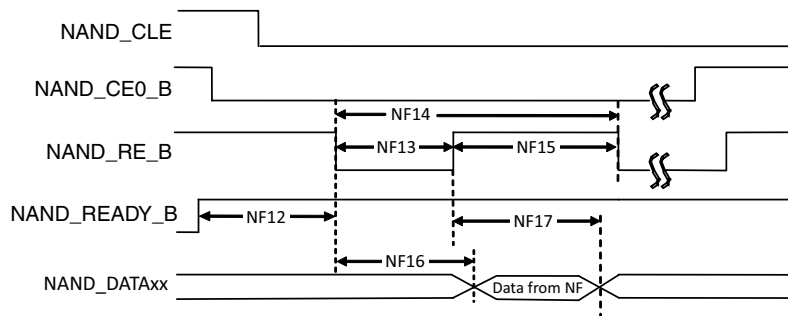 NAND_CLE
NAND_CE0_B
NF14
NAND_RE_B
NF13
NF15
NAND_READY_B
NF12
NF17
NF16
NAND_DATAxx
Data from NF